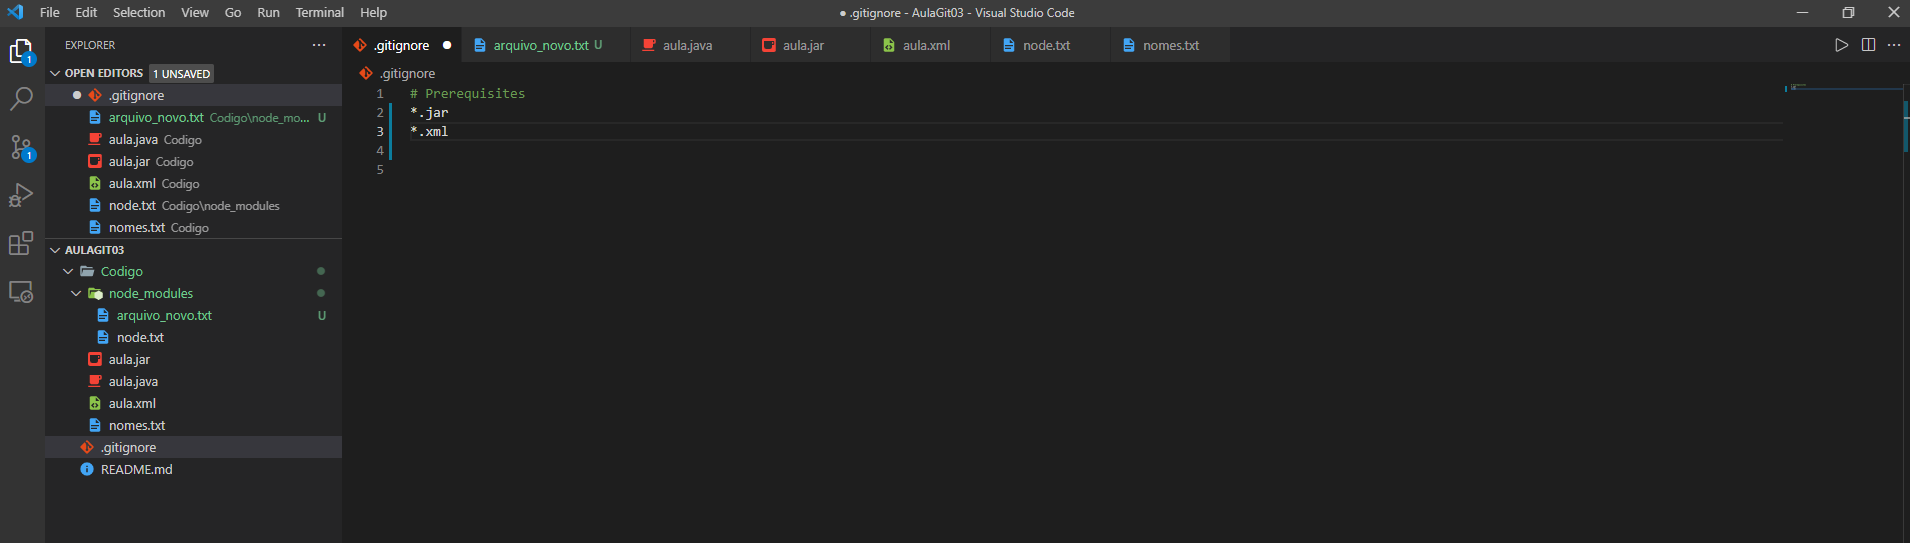 File Edit Selection View Go Run Terminal Help
● .gitignore - AulaGit03 - Visual Studio Code
EXPLORER
OPEN EDITORS 1 UNSAVED
.gitignore
arquivo_novo.txt Codigo\node_mo... U
aula.java Codigo
aula.jar Codigo
aula.xml Codigo
node.txt Codigo\node_modules
nomes.txt Codigo
AULAGIT03
Codigo
node_modules
arquivo_novo.txt U
node.txt
aula.jar
aula.java
aula.xml
nomes.txt
.gitignore
README.md
1
1
.gitignore arquivo_novo.txt U aula.java aula.jar aula.xml node.txt nomes.txt
.gitignore
1 # Prerequisites
2 *.jar
3 *.xml
4
5